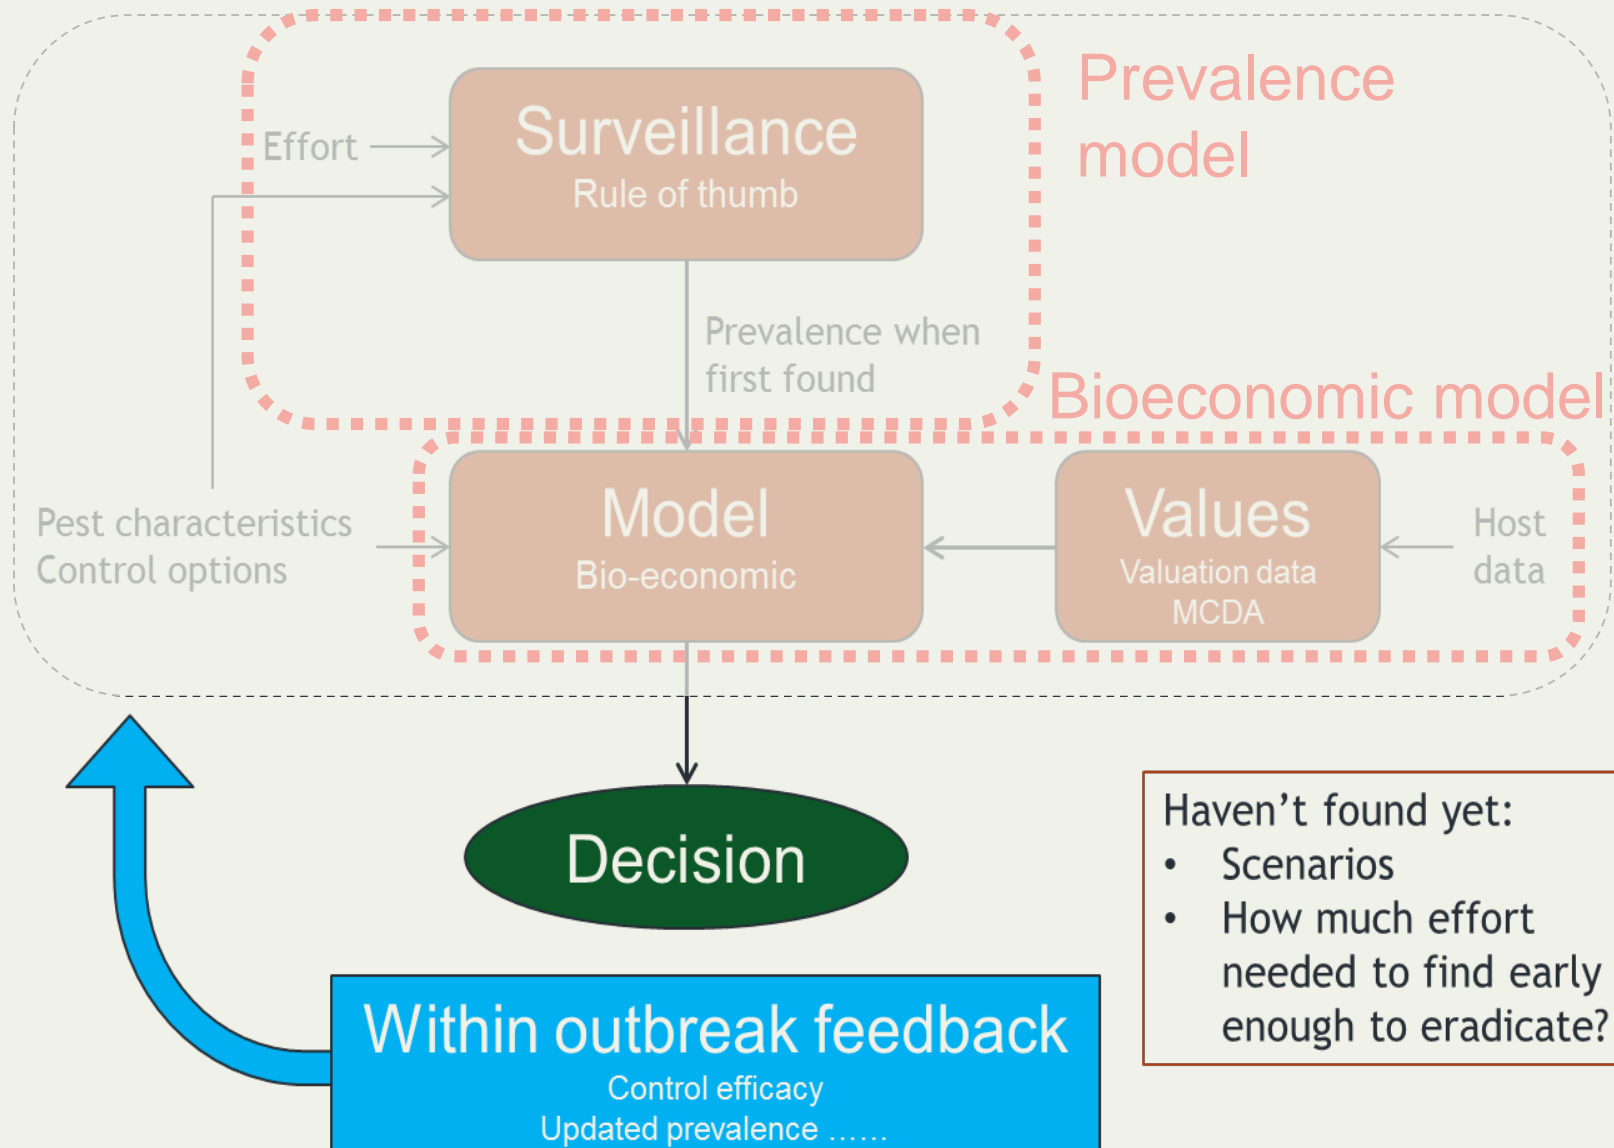 Prevalence
model
Effort
Surveillance
Rule of thumb
Prevalence when
first found
Bioeconomic model
Pest characteristics
Control options
Model
Bio-economic
Values
Valuation data
MCDA
Host
data
Decision
Haven’t found yet:
• Scenarios
• How much effort
needed to find early
enough to eradicate?
Within outbreak feedback
Control efficacy
Updated prevalence ......